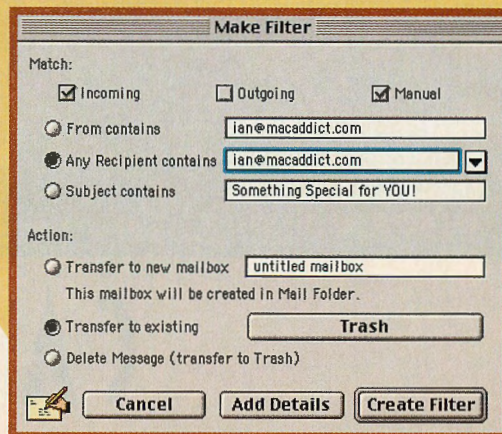 Make Filter
Match:
Incoming Outgoing Manual
From contains ian@macaddict.com
Any Recipient contains ian@macaddict.com
Subject contains Something Special for YOU!
Action:
Transfer to new mailbox untitled mailbox
This mailbox will be created in Mail Folder.
Transfer to existing Trash
Delete Message (transfer to Trash)
Cancel Add Details Create Filter